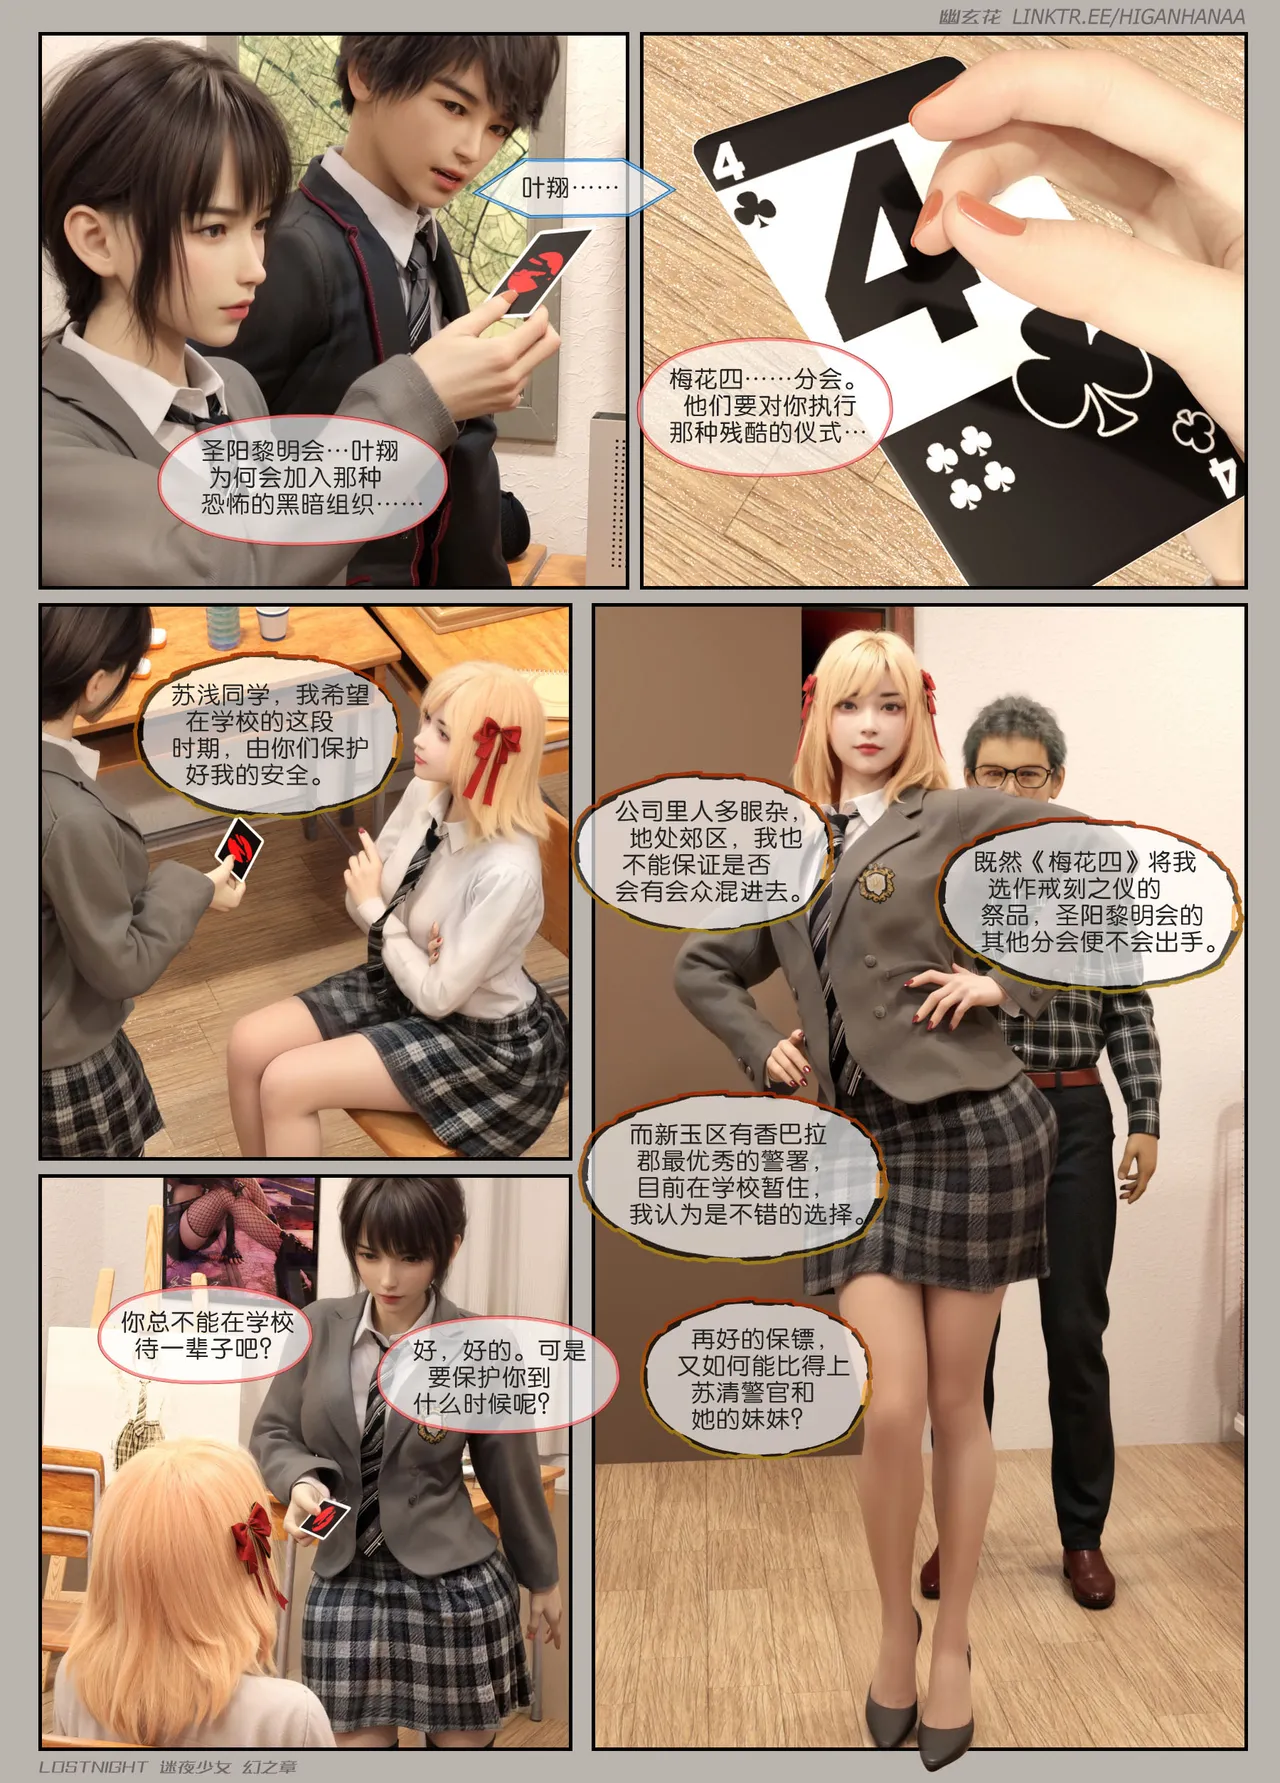 幽玄花 LINKTR.EE/HIGANHANAA
叶翔……
圣阳黎明会…叶翔
为何会加入那种
恐怖的黑暗组织……
4
4
4
梅花四……分会。
他们要对你执行
那种残酷的仪式…
苏浅同学，我希望
在学校的这段
时期，由你们保护
好我的安全。
公司里人多眼杂，
地处郊区，我也
不能保证是否
会有会众混进去。
既然《梅花四》将我
选作戒刻之仪的
祭品，圣阳黎明会的
其他分会便不会出手。
而新玉区有香巴拉
郡最优秀的警署，
目前在学校暂住，
我认为是不错的选择。
再好的保镖，
又如何能比得上
苏清警官和
她的妹妹？
你总不能在学校
待一辈子吧？
好，好的。可是
要保护你到
什么时候呢？
LOSTNIGHT 迷夜少女 幻之章